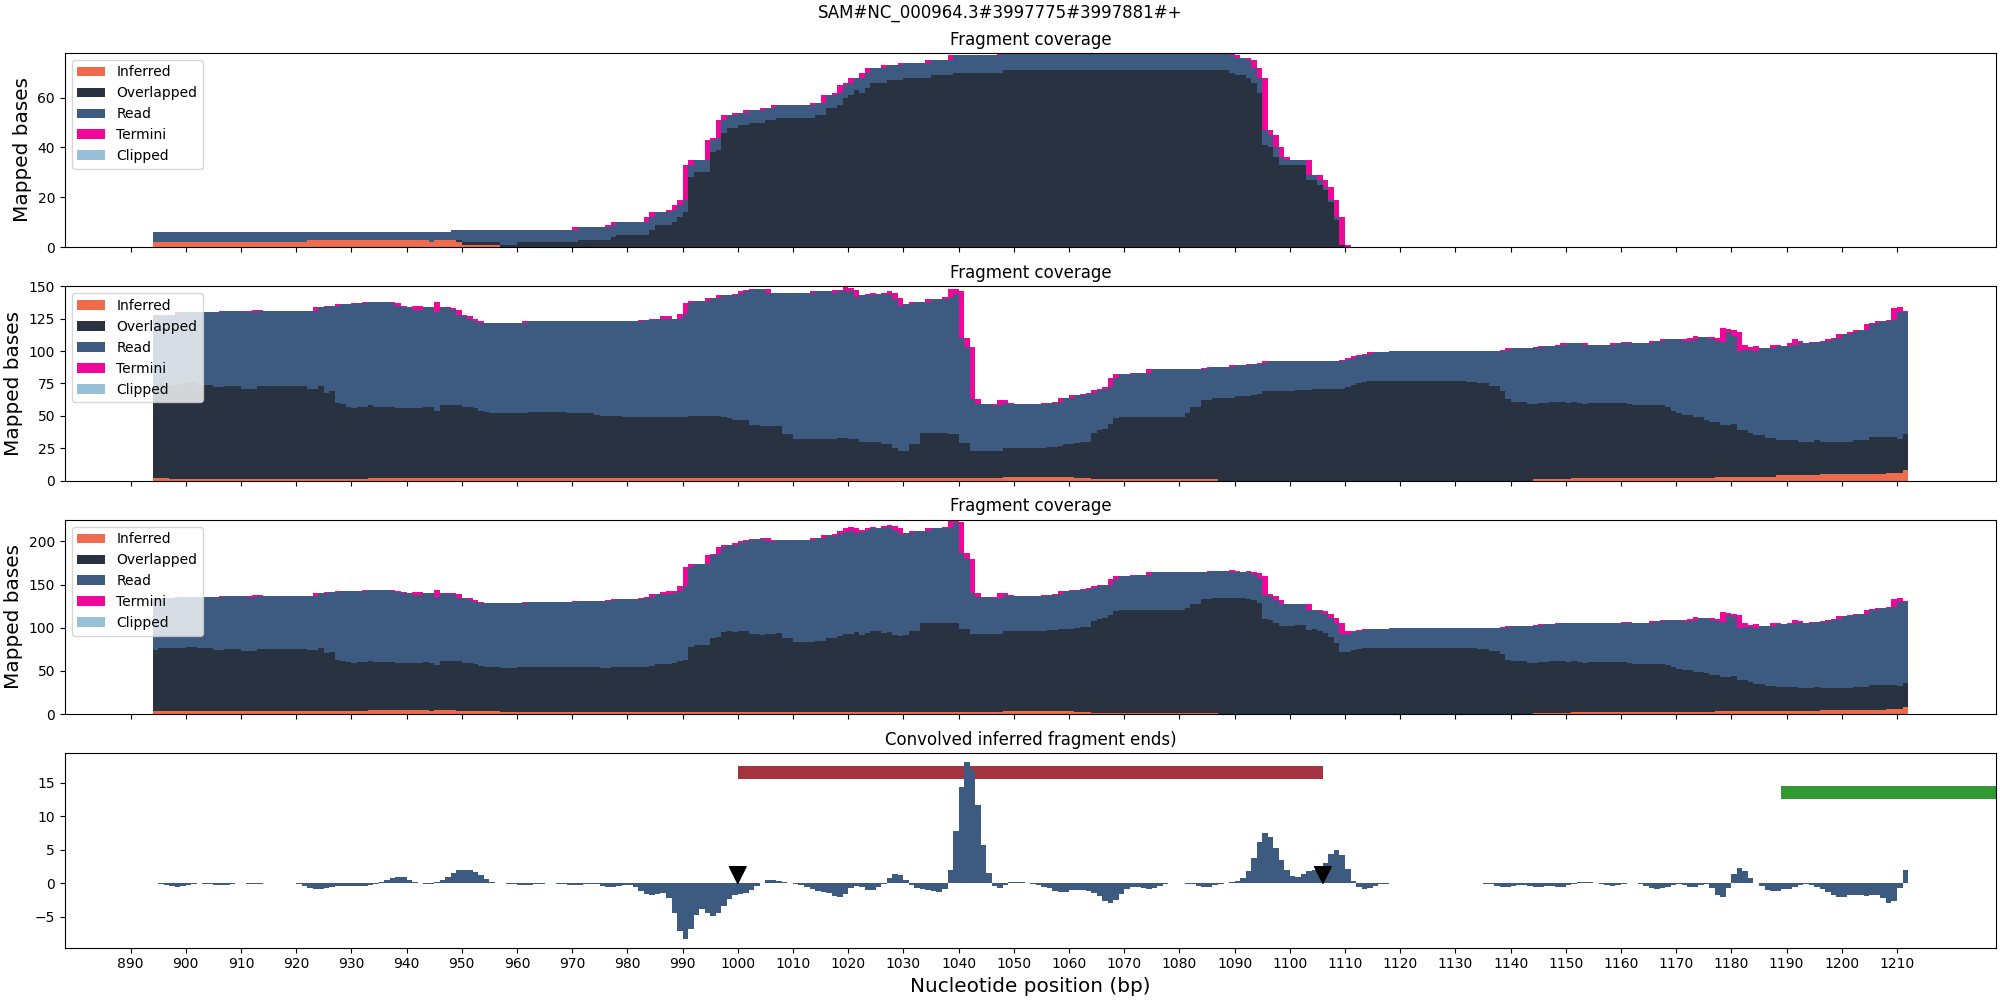 SAM#NC_000964.3#3997775#3997881#+
Fragment coverage
Mapped bases
60
40
20
0
Inferred
Overlapped
Read
Termini
Clipped
Fragment coverage
Mapped bases
150
125
100
75
50
25
0
Inferred
Overlapped
Read
Termini
Clipped
Fragment coverage
Mapped bases
200
150
100
50
0
Inferred
Overlapped
Read
Termini
Clipped
Convolved inferred fragment ends)
15
10
5
0
−5
890 900 910 920 930 940 950 960 970 980 990 1000 1010 1020 1030 1040 1050 1060 1070 1080 1090 1100 1110 1120 1130 1140 1150 1160 1170 1180 1190 1200 1210
Nucleotide position (bp)